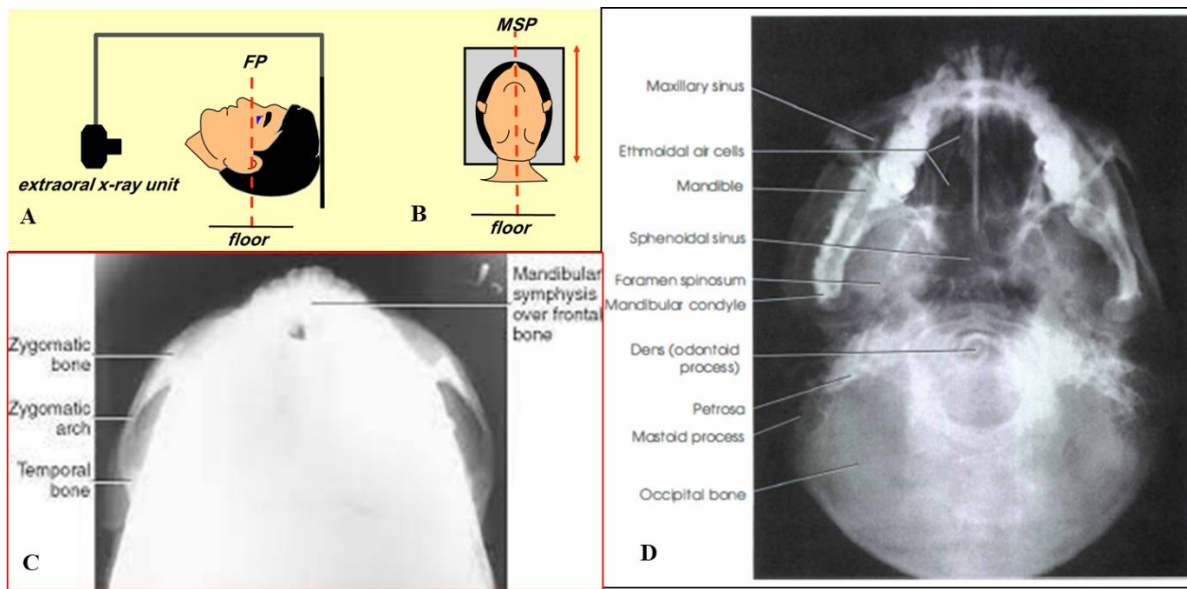 FP
extraoral x-ray unit
A
floor
MSP
B
floor
Mandibular
symphysis
over frontal
bone
Zygomatic
bone
Zygomatic
arch
Temporal
bone
C
Maxillary sinus
Ethmoidal air cells
Mandible
Sphenoidal sinus
Foramen spinosum
Mandibular condyle
Dens (odontoid
process)
Petrosa
Mastoid process
Occipital bone
D